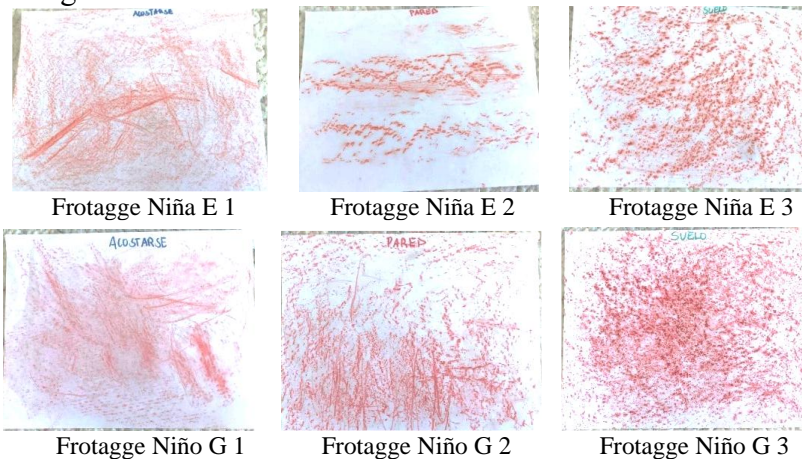 ACOSTARSE
PARED
SUELO
Frotagge Niña E 1
Frotagge Niña E 2
Frotagge Niña E 3
ACOSTARSE
PARED
SUELO
Frotagge Niño G 1
Frotagge Niño G 2
Frotagge Niño G 3